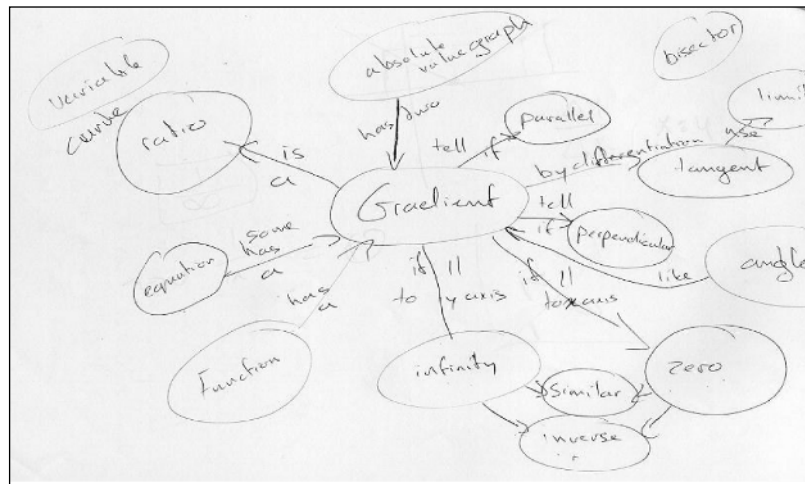 absolute
value graph
bisector
variable
curve
ratio
has two
parallel
limit
use
tell if
is
a
by differentiation
tangent
Gradient
tell
if
perpendicular
some
has
a
equation
like
angle
has
a
if //
to y axis
if //
to x axis
Function
infinity
zero
similar
inverse